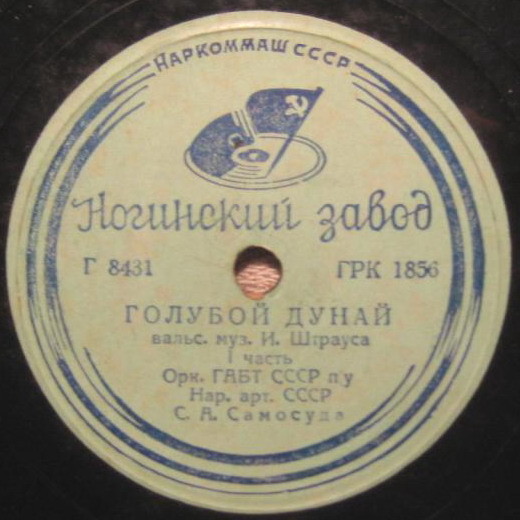 НАРКОММАШ СССР
Ногинский завод
Г 8431 ГРК 1856
ГОЛУБОЙ ДУНАЙ
вальс. муз. И. Штрауса
I часть
Орк. ГАБТ СССР п/у
Нар. арт. СССР
С. А. Самосуда